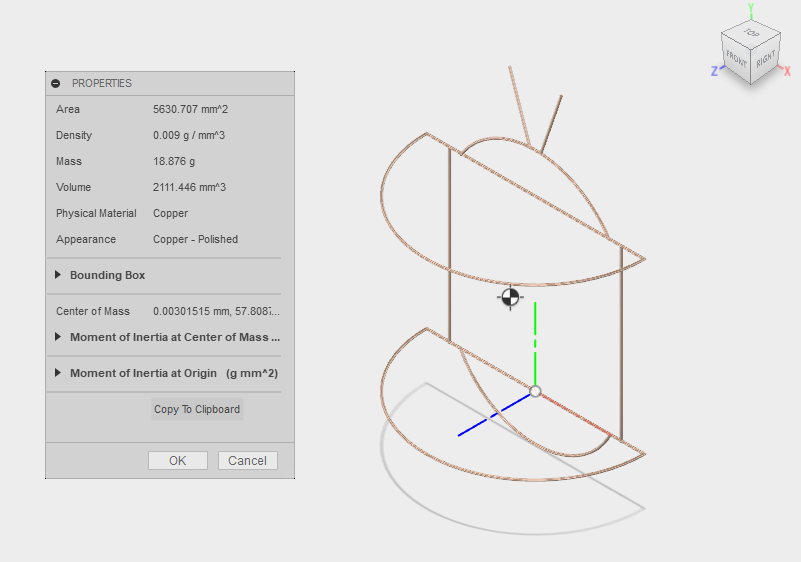 PROPERTIES
Area 5630.707 mm^2
Density 0.009 g / mm^3
Mass 18.876 g
Volume 2111.446 mm^3
Physical Material Copper
Appearance Copper - Polished
Bounding Box
Center of Mass 0.00301515 mm, 57.8087...
Moment of Inertia at Center of Mass ...
Moment of Inertia at Origin (g mm^2)
Copy To Clipboard
OK Cancel
Y
TOP
FRONT RIGHT
Z X